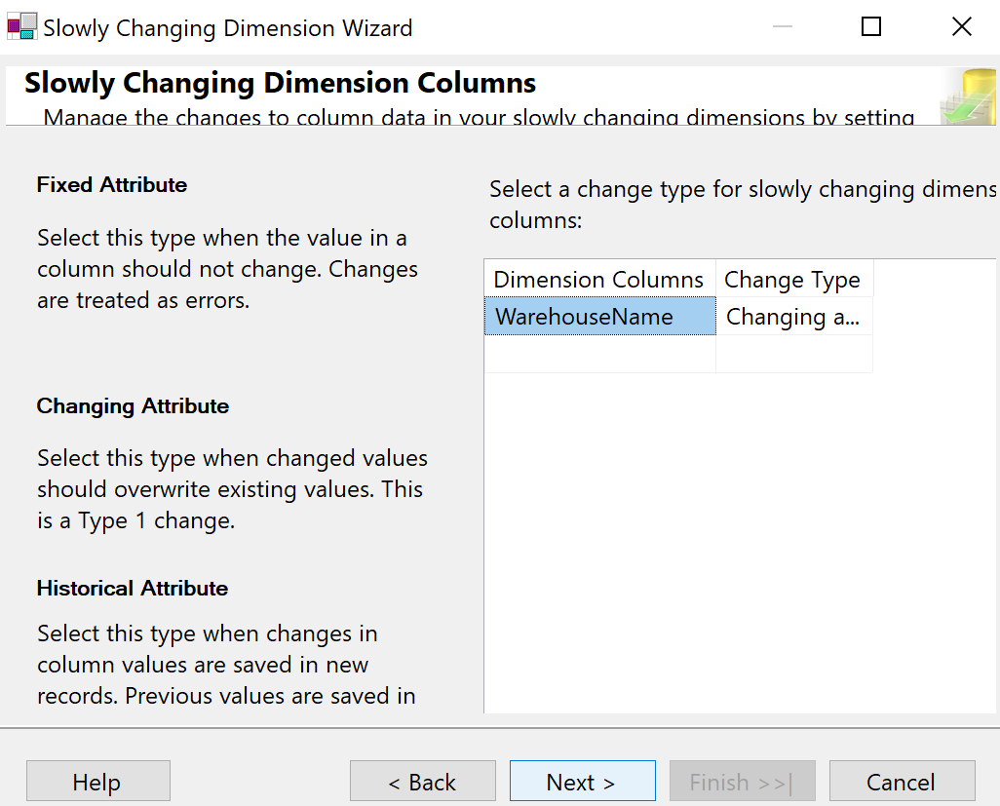 Slowly Changing Dimension Wizard
Slowly Changing Dimension Columns
Manage the changes to column data in your slowly changing dimensions by setting
Fixed Attribute
Select this type when the value in a
column should not change. Changes
are treated as errors.
Changing Attribute
Select this type when changed values
should overwrite existing values. This
is a Type 1 change.
Historical Attribute
Select this type when changes in
column values are saved in new
records. Previous values are saved in
Select a change type for slowly changing dimens
columns:
Dimension Columns Change Type
WarehouseName Changing a...
Help < Back Next > Finish >>| Cancel